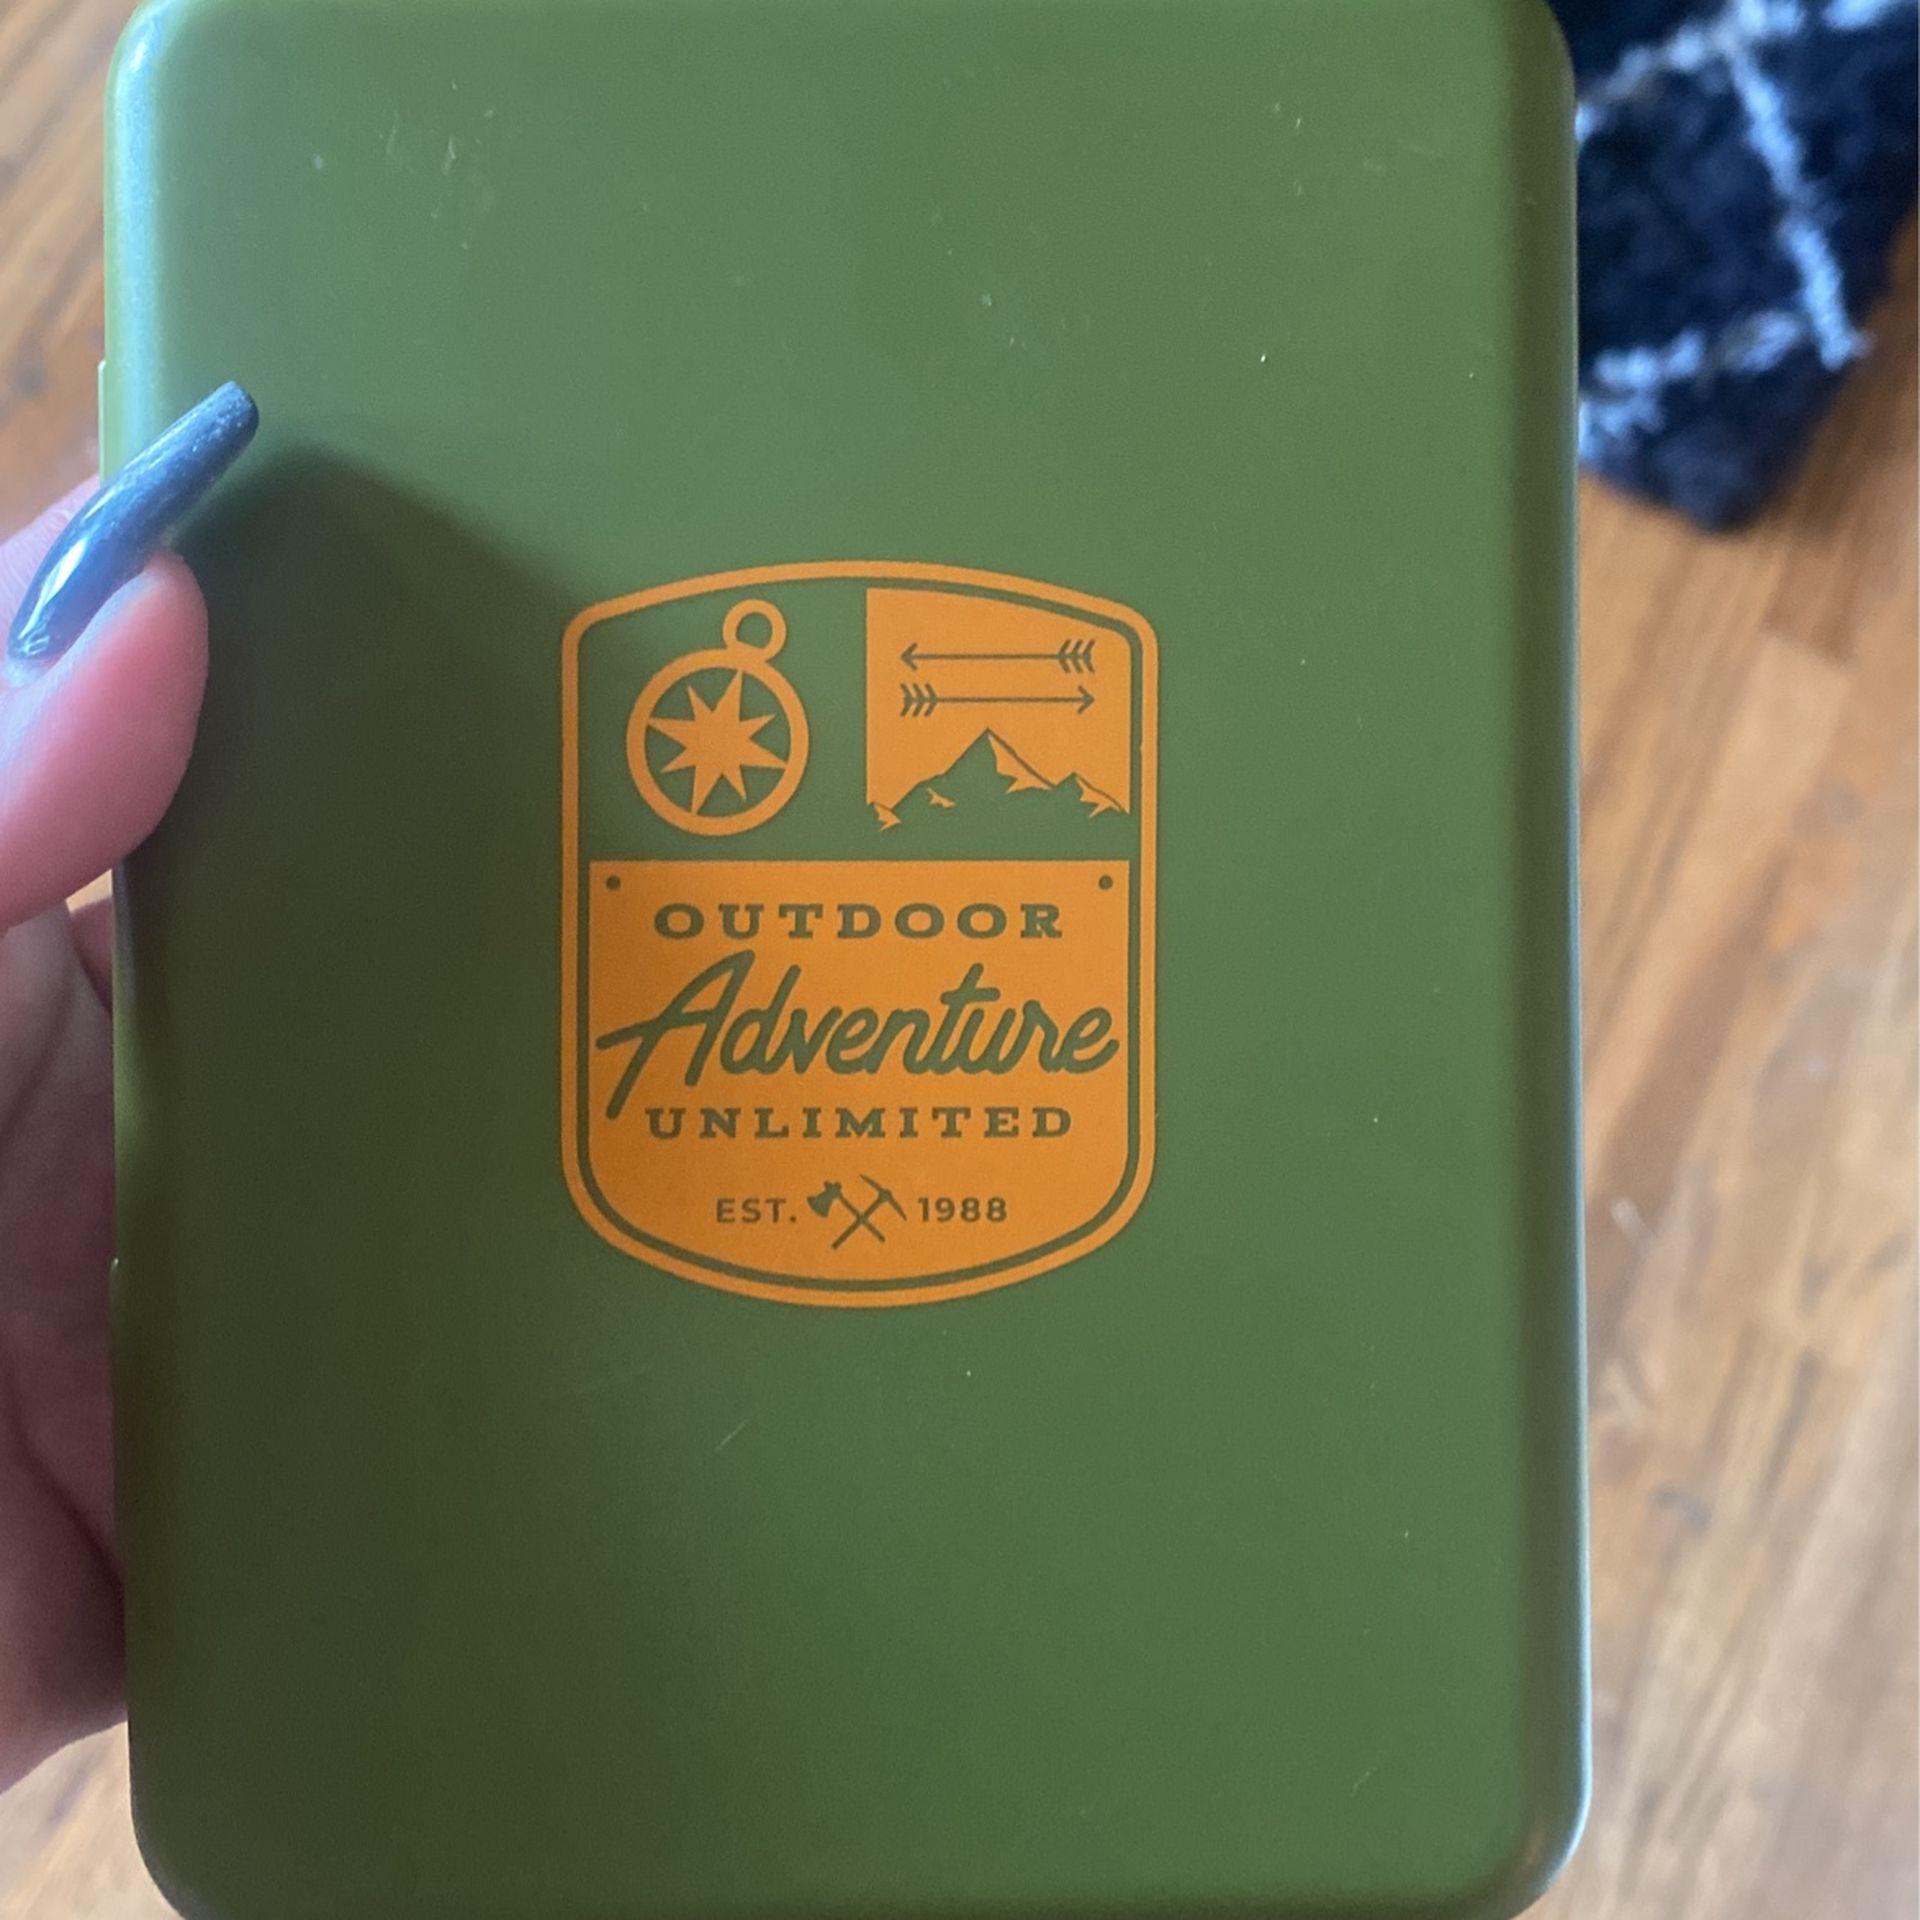 OUTDOOR
Adventure
UNLIMITED
EST. 1988